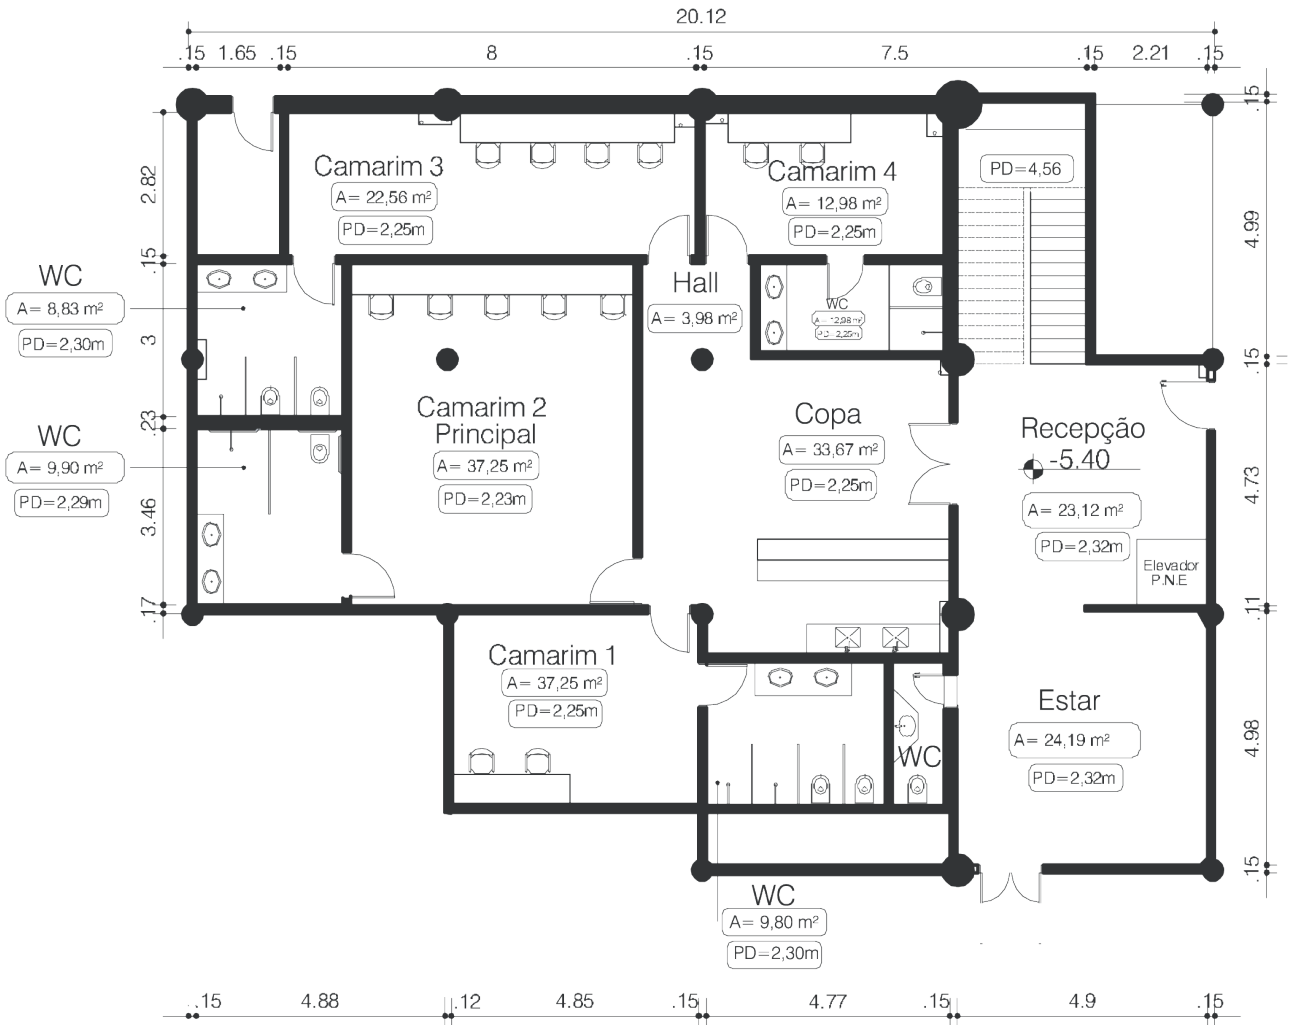 20.12
.15 1.65 .15 8 .15 7.5 .15 2.21 .15
.15
2.82
Camarim 3
A= 22,56 m²
PD=2,25m
Camarim 4
A= 12,98 m²
PD=2,25m
PD=4,56
4.99
.15
WC
A= 8,83 m²
PD=2,30m
3
Hall
A= 3,98 m²
WC
A= 12,98m²
PD=2,25m
.15
.23
WC
A= 9,90 m²
PD=2,29m
3.46
Camarim 2
Principal
A= 37,25 m²
PD=2,23m
Copa
A= 33,67 m²
PD=2,25m
Recepção
-5.40
A= 23,12 m²
PD=2,32m
4.73
Elevador
P.N.E
.17
.11
Camarim 1
A= 37,25 m²
PD=2,25m
WC
Estar
A= 24,19 m²
PD=2,32m
4.98
.15
WC
A= 9,80 m²
PD=2,30m
.15 4.88 .12 4.85 .15 4.77 .15 4.9 .15